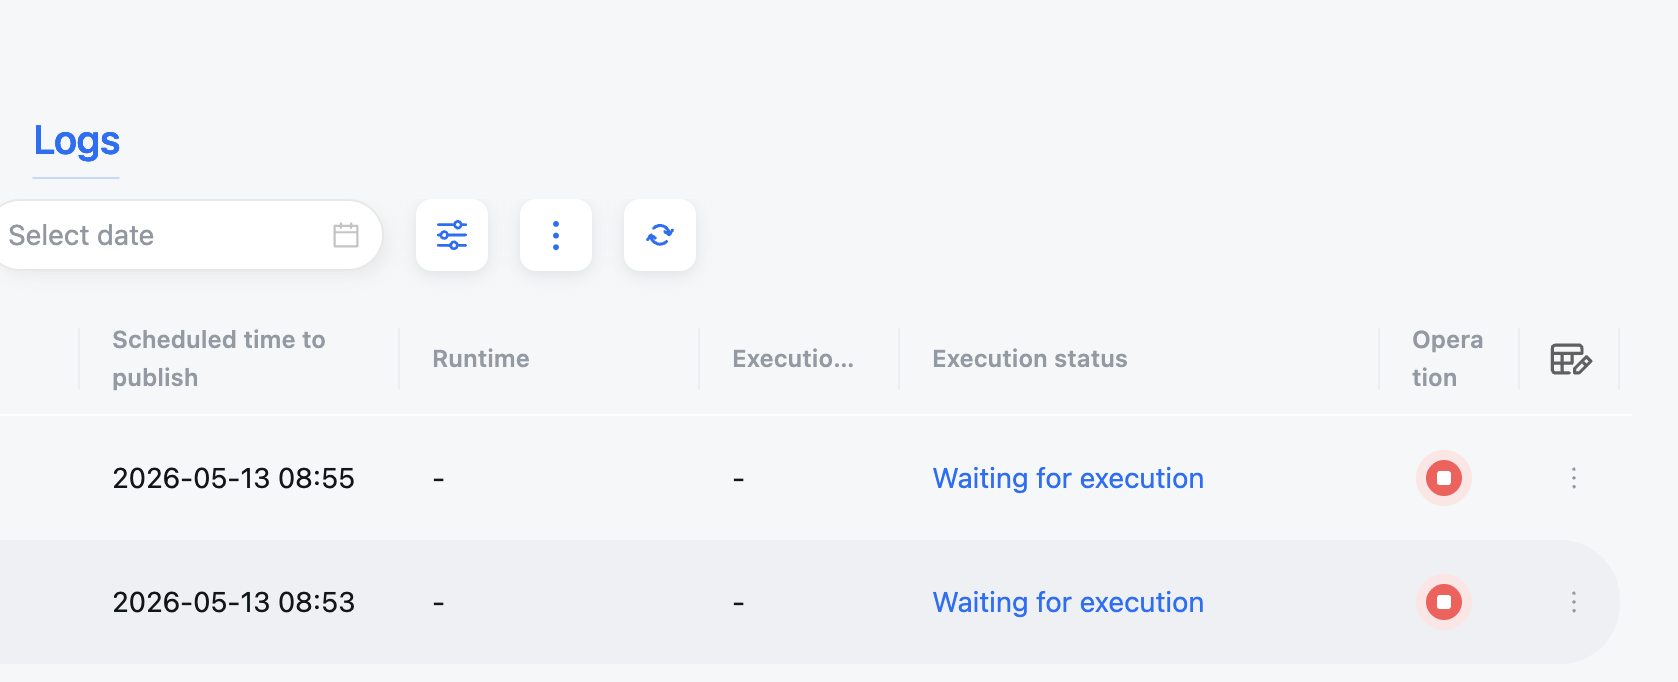 Logs
Select date
Scheduled time to
publish
Runtime
Executio...
Execution status
Opera
tion
2026-05-13 08:55
-
-
Waiting for execution
2026-05-13 08:53
-
-
Waiting for execution